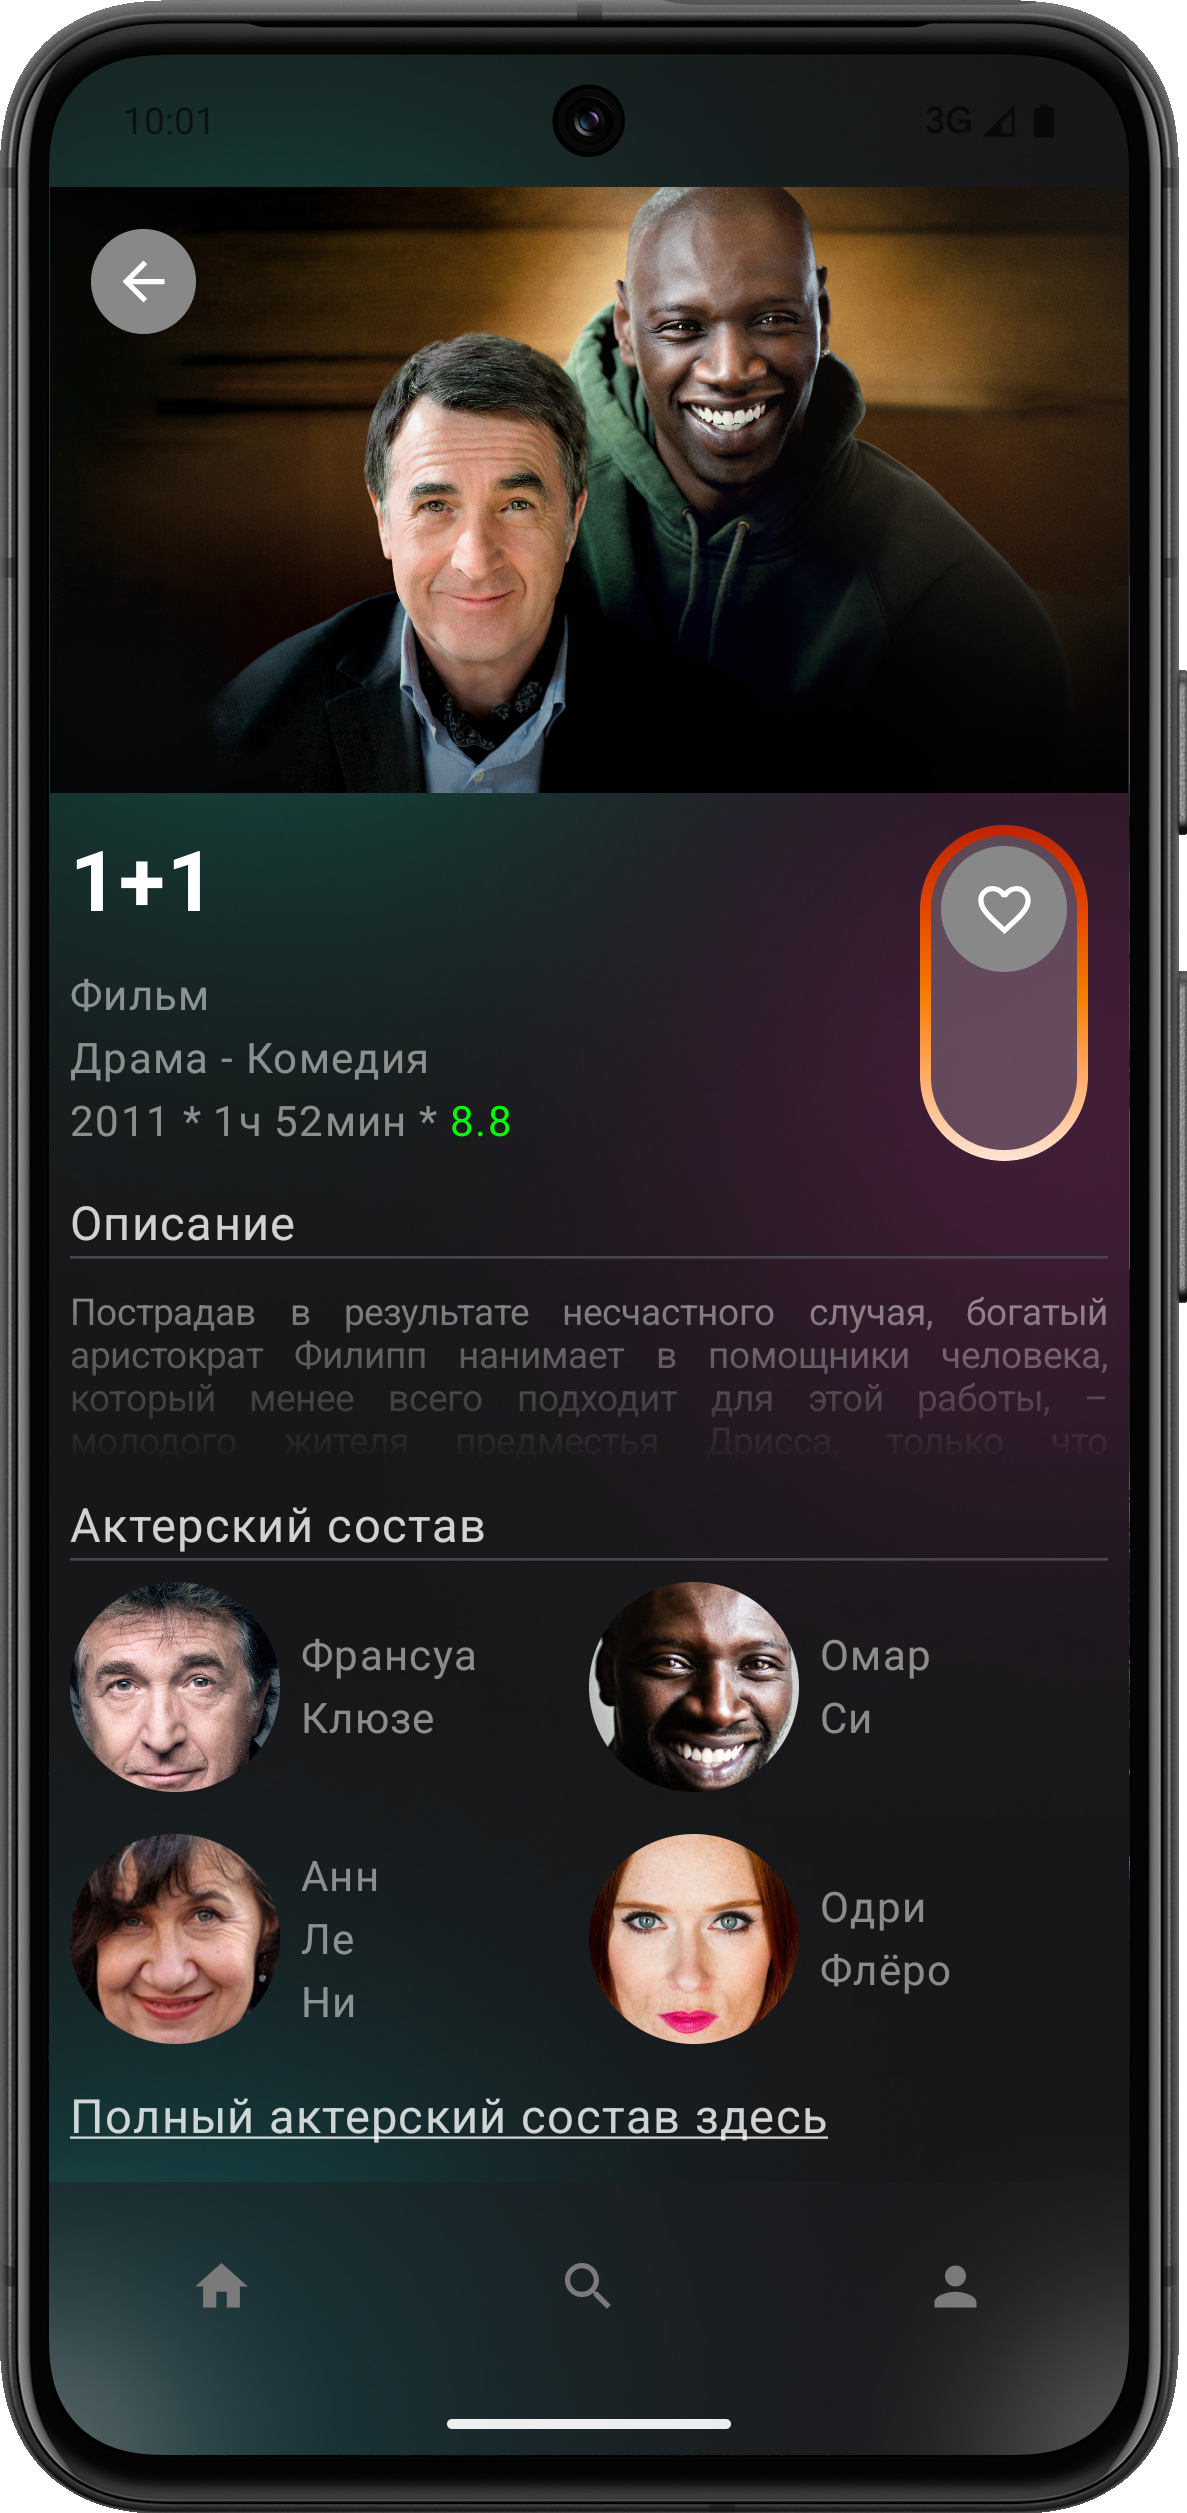 10:01
3G
1+1
Фильм
Драма - Комедия
2011 * 1ч 52мин * 8.8
Описание
Пострадав в результате несчастного случая, богатый
аристократ Филипп нанимает в помощники человека,
который менее всего подходит для этой работы, –
молодого жителя предместья Дрисса, только что
Актерский состав
Франсуа
Клюзе
Омар
Си
Анн
Ле
Ни
Одри
Флёро
Полный актерский состав здесь